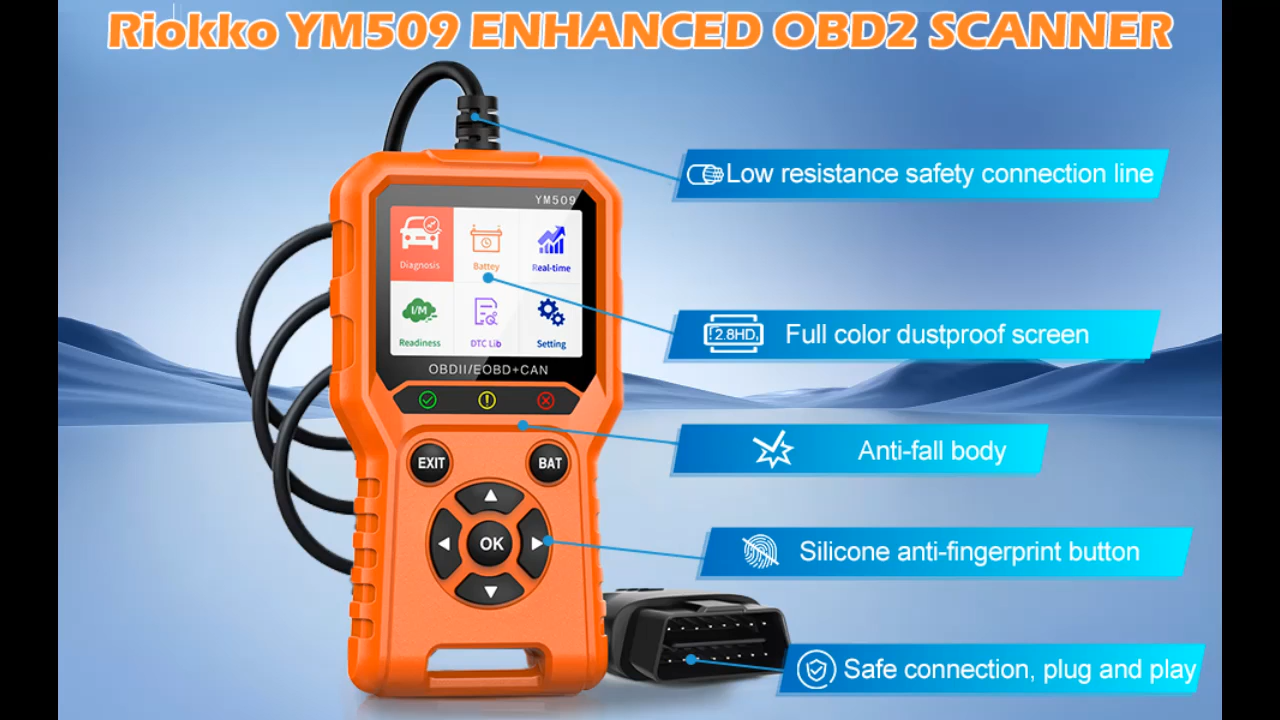 Riokko YM509 ENHANCED OBD2 SCANNER
Low resistance safety connection line
YM509
Diagnosis
Battey
Real-time
2.8HD
Full color dustproof screen
I/M
Readiness
DTC Lib
Setting
OBDII/EOBD+CAN
Anti-fall body
EXIT
BAT
OK
Silicone anti-fingerprint button
Safe connection, plug and play